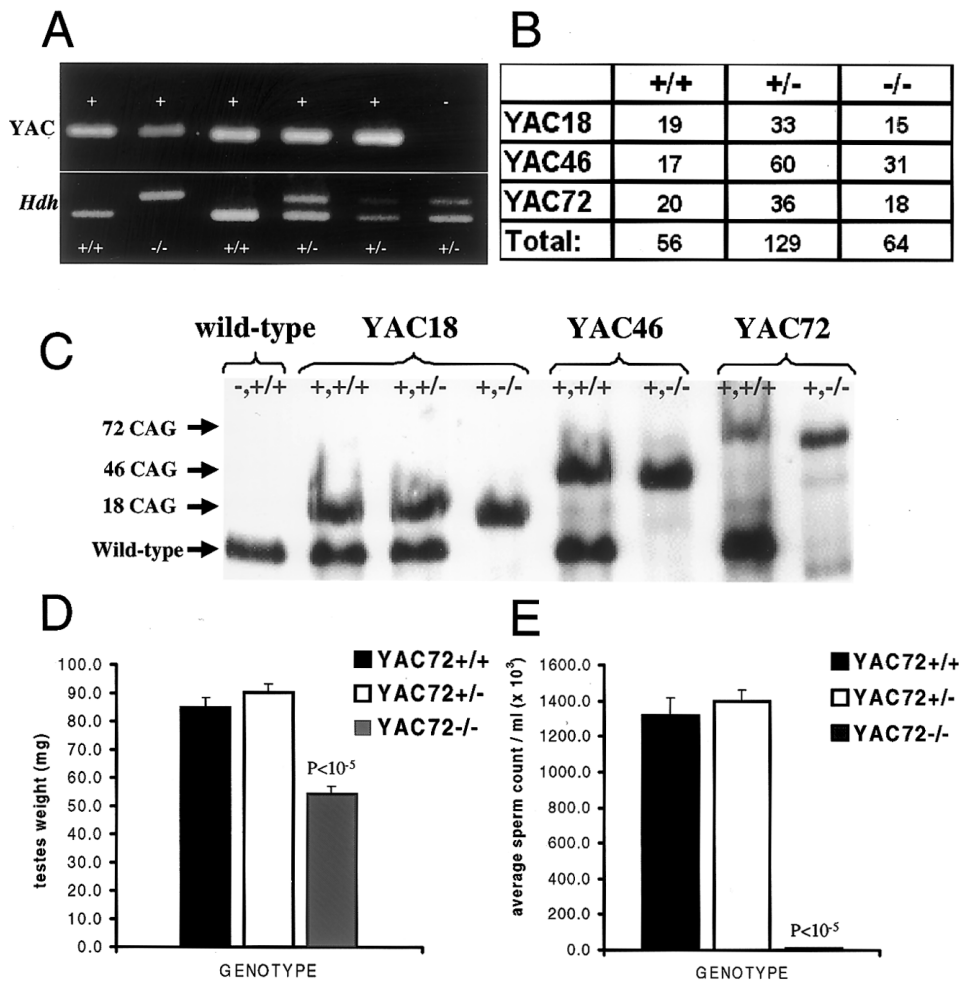 A
+ + + + + -
YAC
Hdh
+/+ -/- +/+ +/- +/- +/-
B
+/+ +/- -/-
YAC18 19 33 15
YAC46 17 60 31
YAC72 20 36 18
Total: 56 129 64
C
wild-type YAC18 YAC46 YAC72
-,+/+ +,+/+ +,+/- +,-/- +,+/+ +,-/- +,+/+ +,-/-
72 CAG
46 CAG
18 CAG
Wild-type
D
testes weight (mg)
100.0
90.0
80.0
70.0
60.0
50.0
40.0
30.0
20.0
10.0
0.0
YAC72+/+
YAC72+/-
YAC72-/-
P<10⁻⁵
GENOTYPE
E
average sperm count / ml (x 10³)
1600.0
1400.0
1200.0
1000.0
800.0
600.0
400.0
200.0
0.0
YAC72+/+
YAC72+/-
YAC72-/-
P<10⁻⁵
GENOTYPE